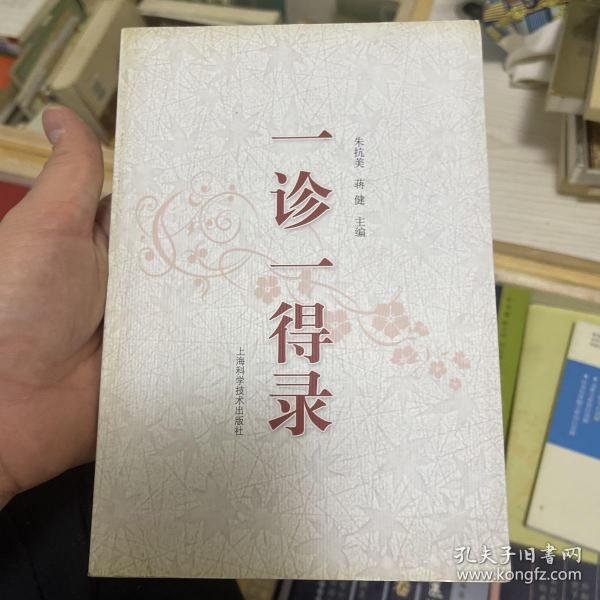 一诊一得录
朱抗美 蒋健 主编
上海科学技术出版社
孔夫子旧书网
www.kongfz.com